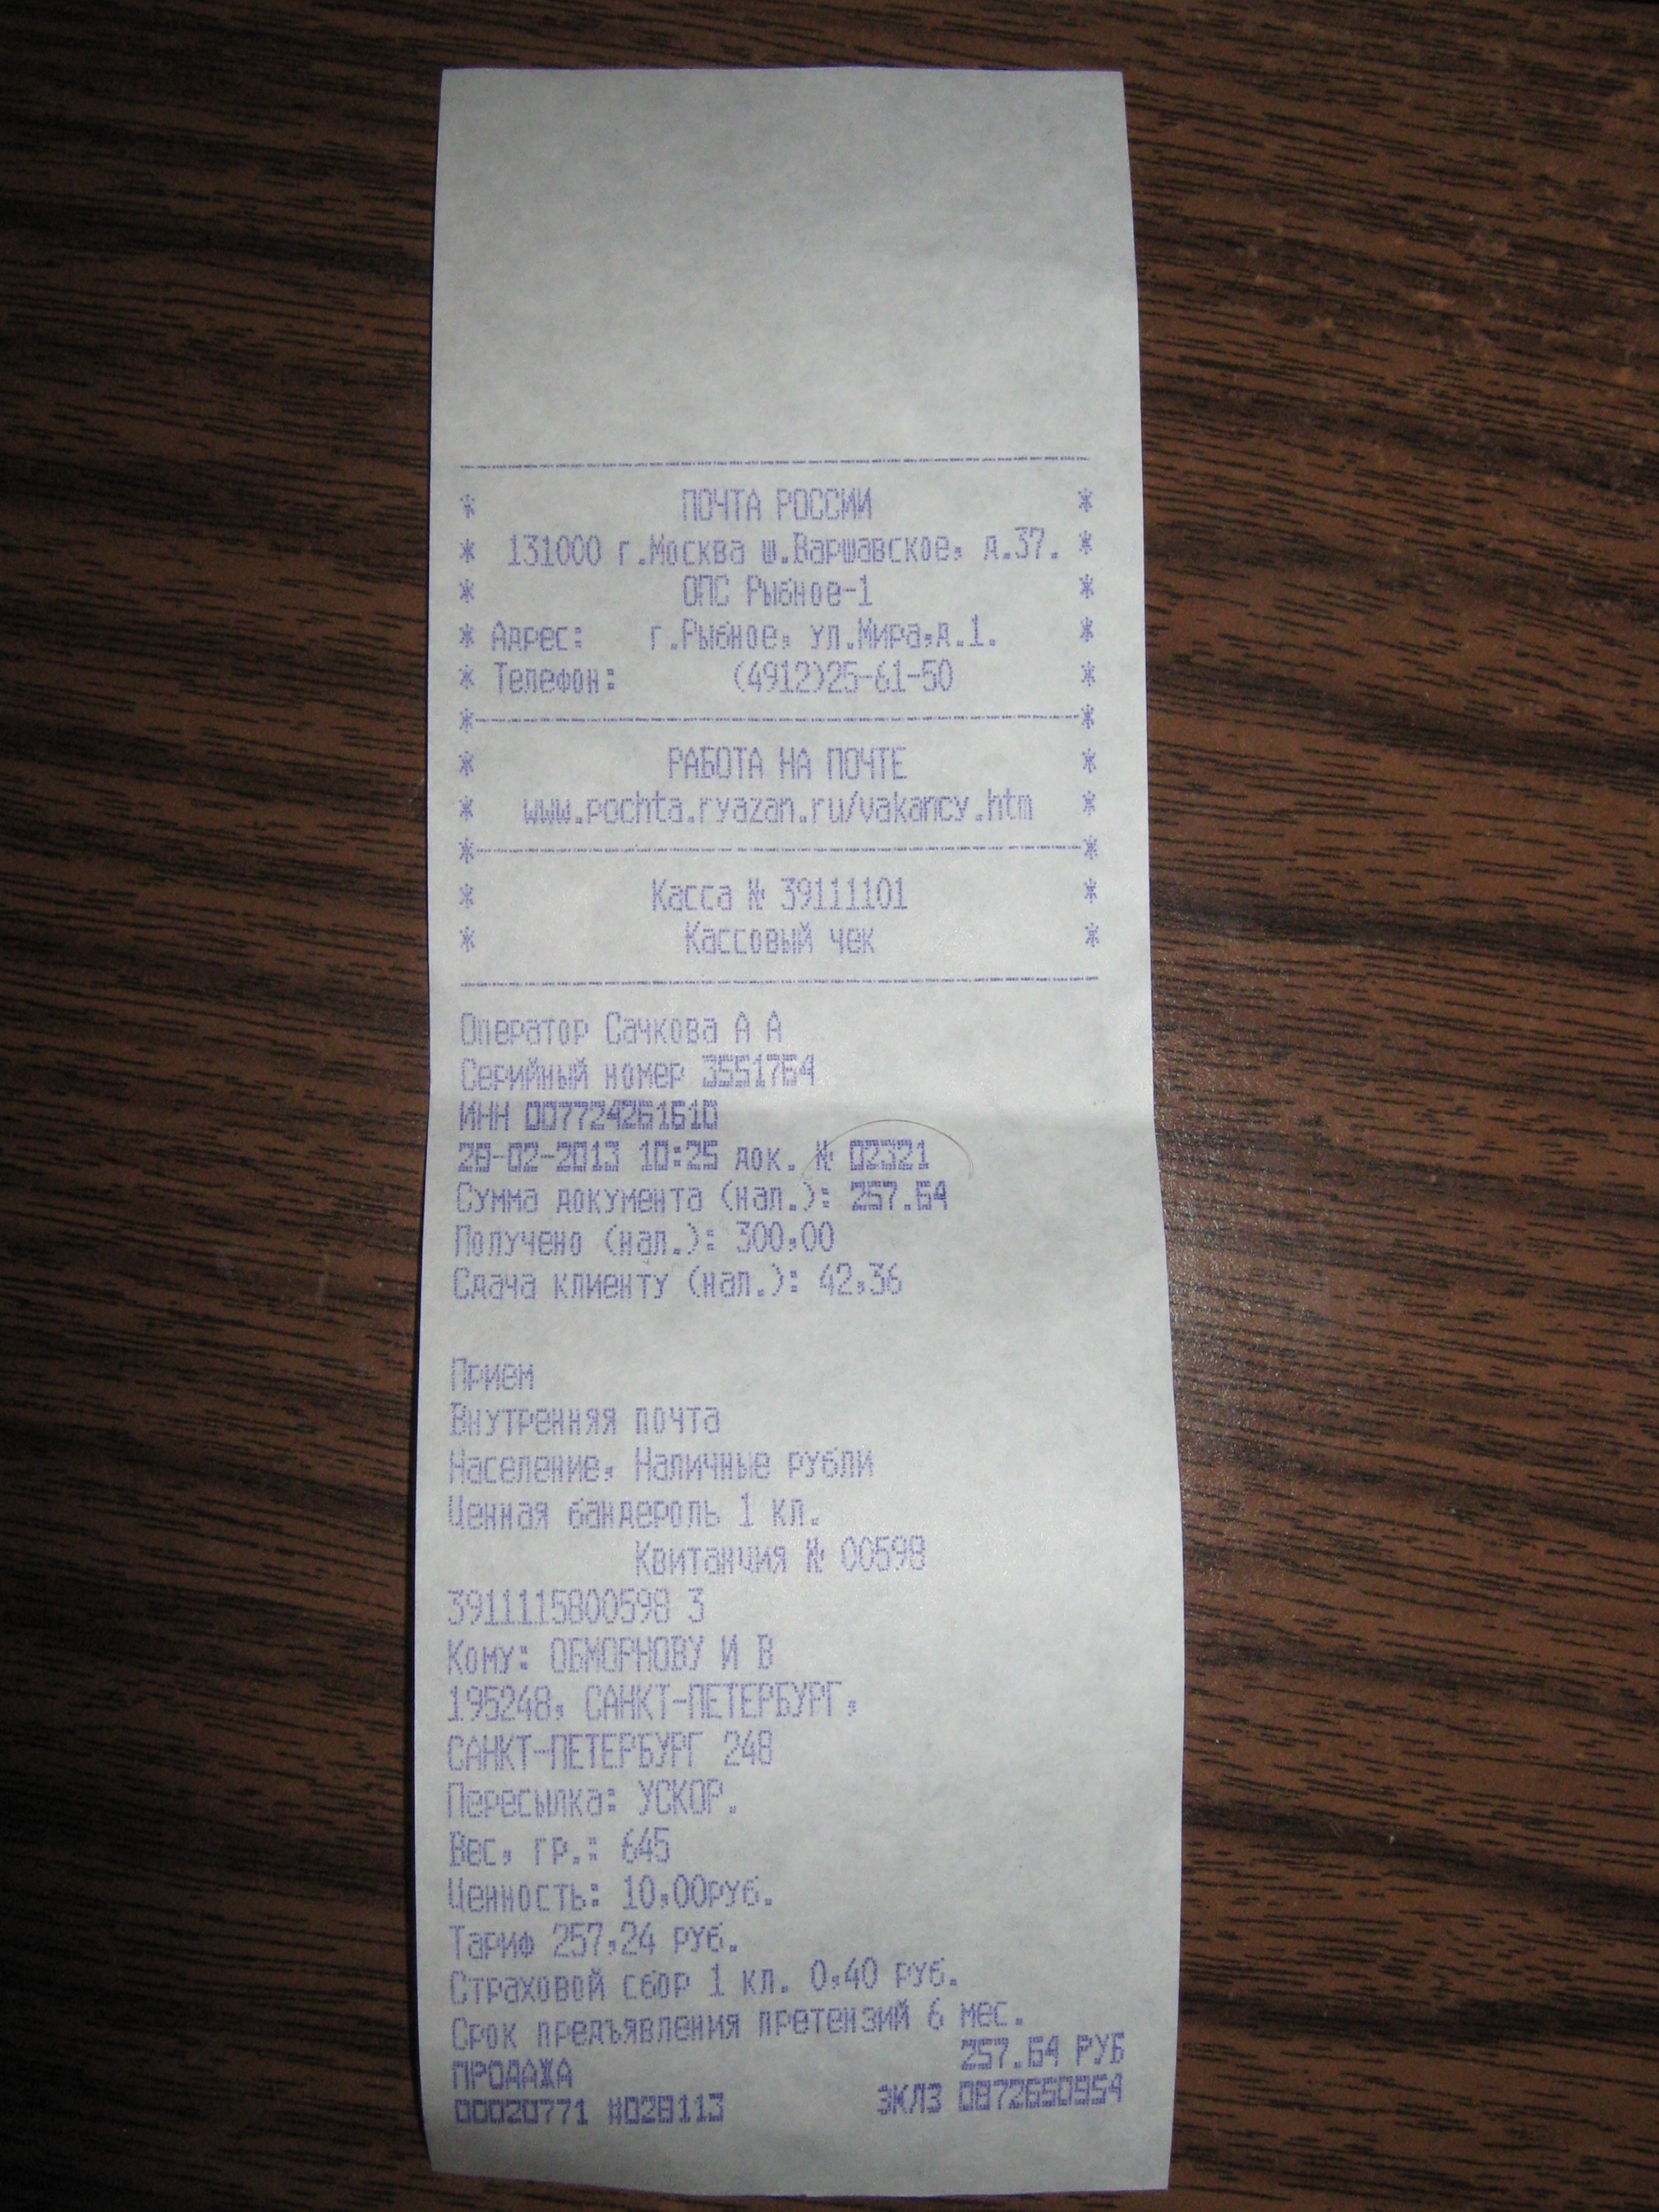 * ПОЧТА РОССИИ *
* 131000 г.Москва ш.Варшавское, д.37. *
* ОПС Рыбное-1 *
* Адрес: г.Рыбное, ул.Мира,д.1. *
* Телефон: (4912)25-61-50 *
*---*
* РАБОТА НА ПОЧТЕ *
* www.pochta.ryazan.ru/vakancy.htm *
*---*
* Касса № 39111101 *
* Кассовый чек *
Оператор Сачкова А А
Серийный номер 3551764
ИНН 007724261610
28-02-2013 10:25 док. № 02321
Сумма документа (нал.): 257.64
Получено (нал.): 300,00
Сдача клиенту (нал.): 42,36
Прием
Внутренняя почта
Население, Наличные рубли
Ценная бандероль 1 кл.
Квитанция № 00598
3911115800598 3
Кому: ОБМОРНОВУ И В
195248, САНКТ-ПЕТЕРБУРГ,
САНКТ-ПЕТЕРБУРГ 248
Пересылка: УСКОР.
Вес, гр.: 645
Ценность: 10,00руб.
Тариф 257,24 руб.
Страховой сбор 1 кл. 0,40 руб.
Срок предъявления претензий 6 мес.
ПРОДАЖА 257.64 РУБ
00020771 #028113 ЭКЛЗ 0872650954